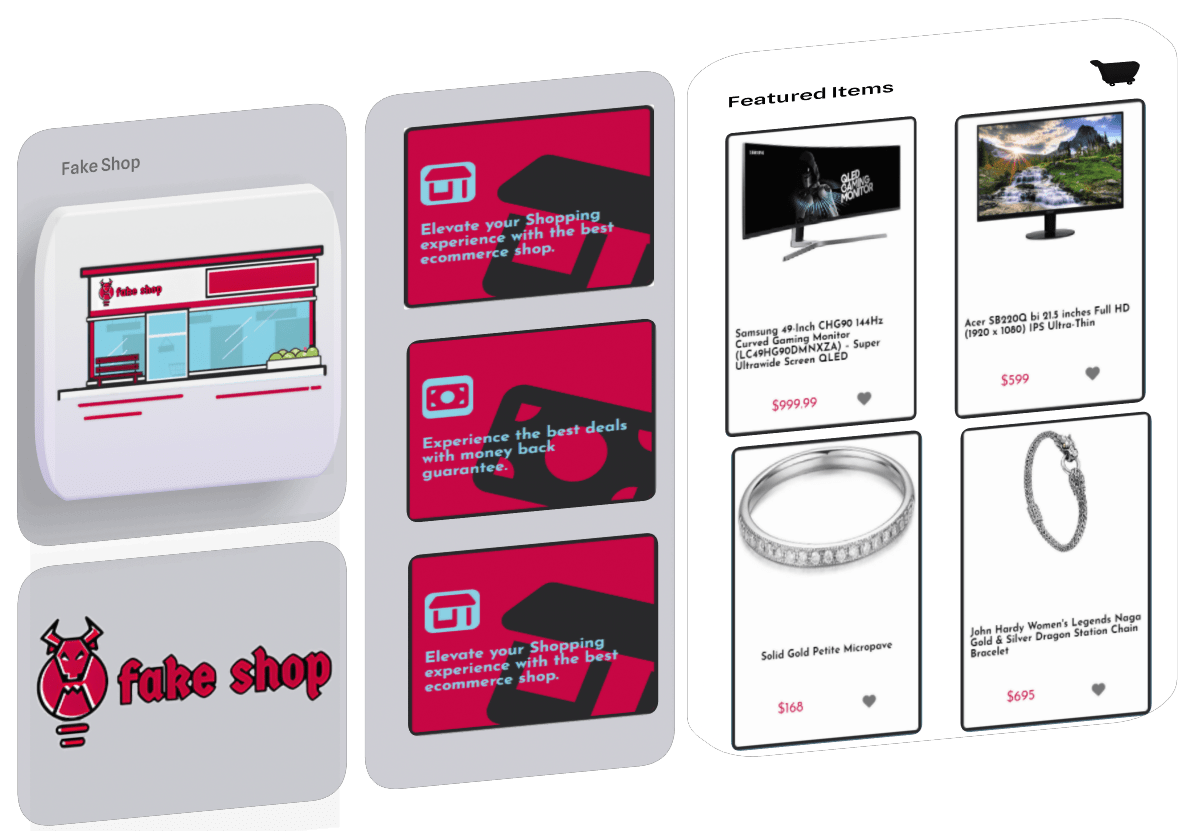 Fake Shop
fake shop
fake shop
Elevate your Shopping
experience with the best
ecommerce shop.
Experience the best deals
with money back
guarantee.
Elevate your Shopping
experience with the best
ecommerce shop.
Featured Items
SAMSUNG
QLED
GAMING
MONITOR
Samsung 49-Inch CHG90 144Hz
Curved Gaming Monitor
(LC49HG90DMNXZA) – Super
Ultrawide Screen QLED
$999.99
Acer SB220Q bi 21.5 inches Full HD
(1920 x 1080) IPS Ultra-Thin
$599
Solid Gold Petite Micropave
$168
John Hardy Women's Legends Naga
Gold & Silver Dragon Station Chain
Bracelet
$695